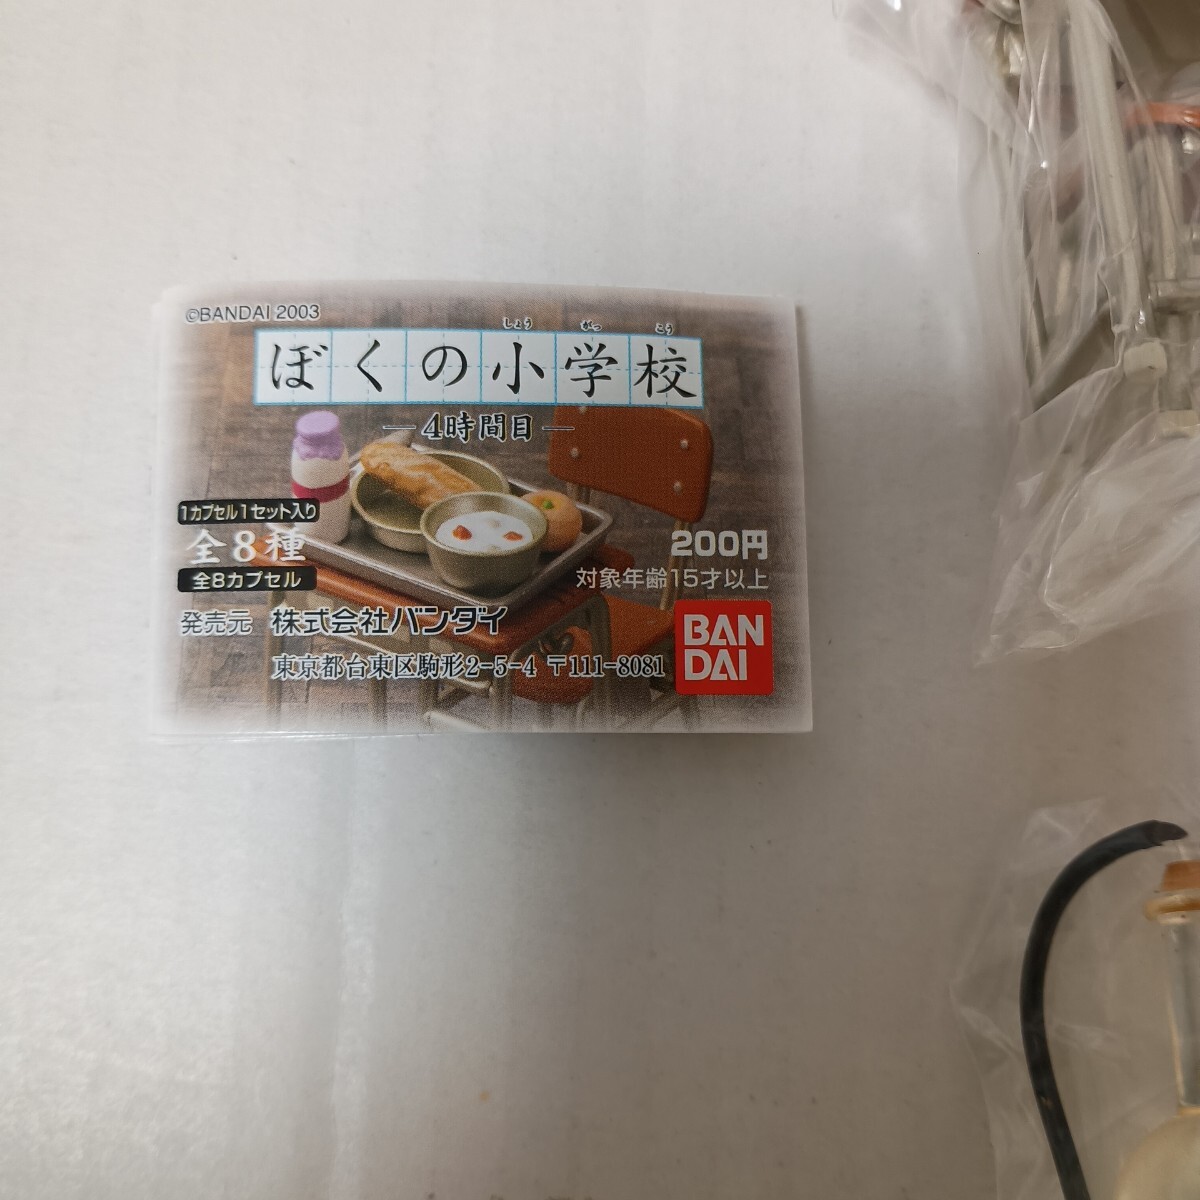 ©BANDAI 2003
しょう がっ こう
ぼくの小学校
—4時間目—
1カプセル1セット入り
全8種
全8カプセル
200円
対象年齢15才以上
発売元 株式会社バンダイ
東京都台東区駒形2-5-4 〒111-8081
BAN
DAI